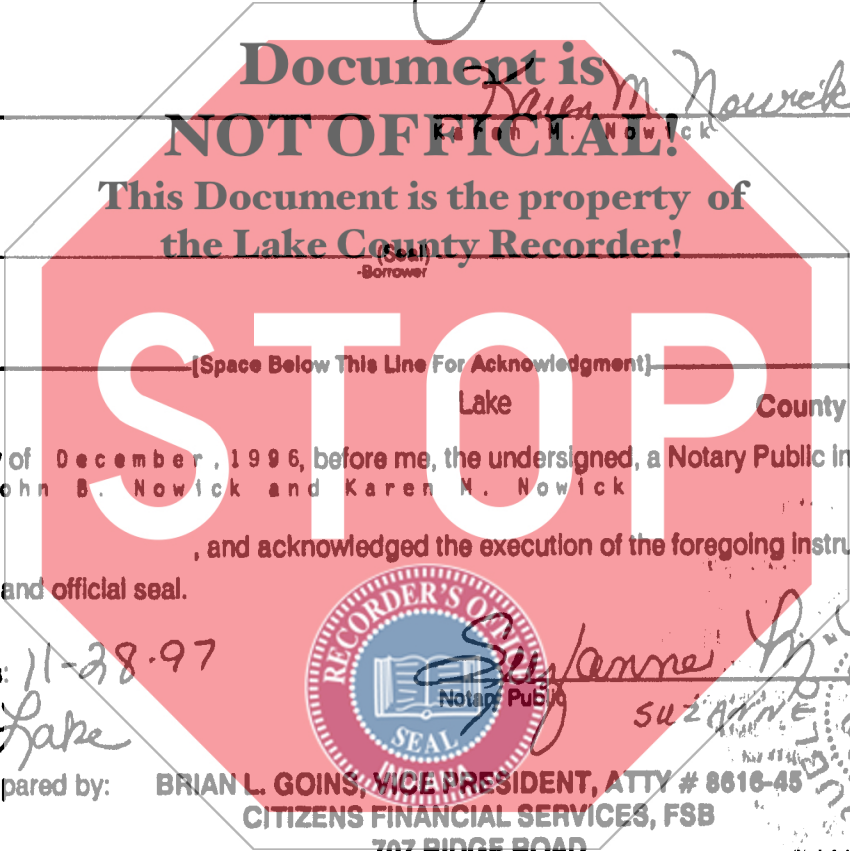 Document is
NOT OFFICIAL!
Karen M. Nowick
Karen M. Nowick
This Document is the property of
the Lake County Recorder!
(Seal)
-Borrower
STOP
[Space Below This Line For Acknowledgment]
Lake County
of December, 1996, before me, the undersigned, a Notary Public in
ohn B. Nowick and Karen M. Nowick
, and acknowledged the execution of the foregoing instru
and official seal.
RECORDER'S OFFICE
SEAL
INDIANA
11-28-97
Suzanne M
Notary Public
SUZANNE
Lake
pared by: BRIAN L. GOINS, VICE PRESIDENT, ATTY # 8616-45
CITIZENS FINANCIAL SERVICES, FSB
707 RIDGE ROAD